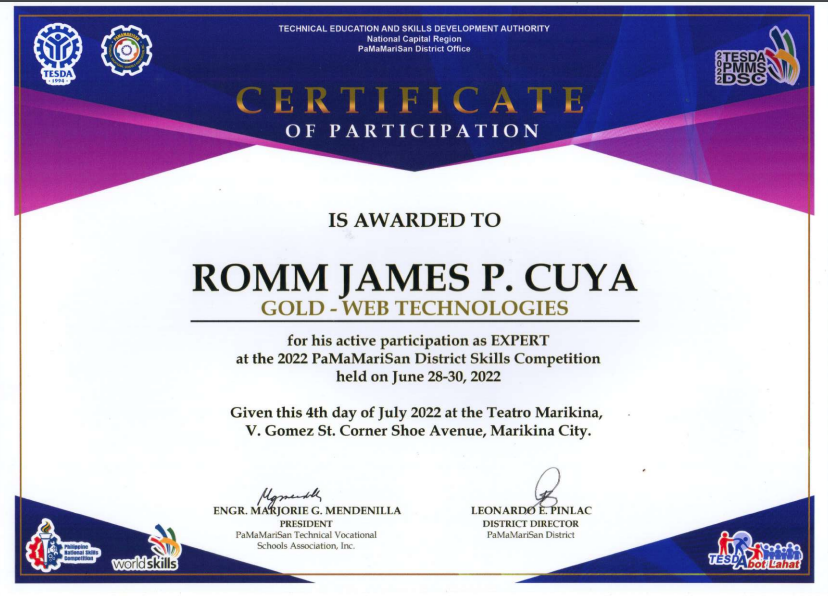 TECHNICAL EDUCATION AND SKILLS DEVELOPMENT AUTHORITY
National Capital Region
PaMaMariSan District Office
TESDA
- 1994 -
2022
TESDA
PMMS
DSC
CERTIFICATE
OF PARTICIPATION
IS AWARDED TO
ROMM JAMES P. CUYA
GOLD - WEB TECHNOLOGIES
for his active participation as EXPERT
at the 2022 PaMaMariSan District Skills Competition
held on June 28-30, 2022
Given this 4th day of July 2022 at the Teatro Marikina,
V. Gomez St. Corner Shoe Avenue, Marikina City.
ENGR. MARJORIE G. MENDENILLA
PRESIDENT
PaMaMariSan Technical Vocational
Schools Association, Inc.
LEONARDO E. PINLAC
DISTRICT DIRECTOR
PaMaMariSan District
Philippine
National Skills
Competition
worldskills
TESDAbot Lahat